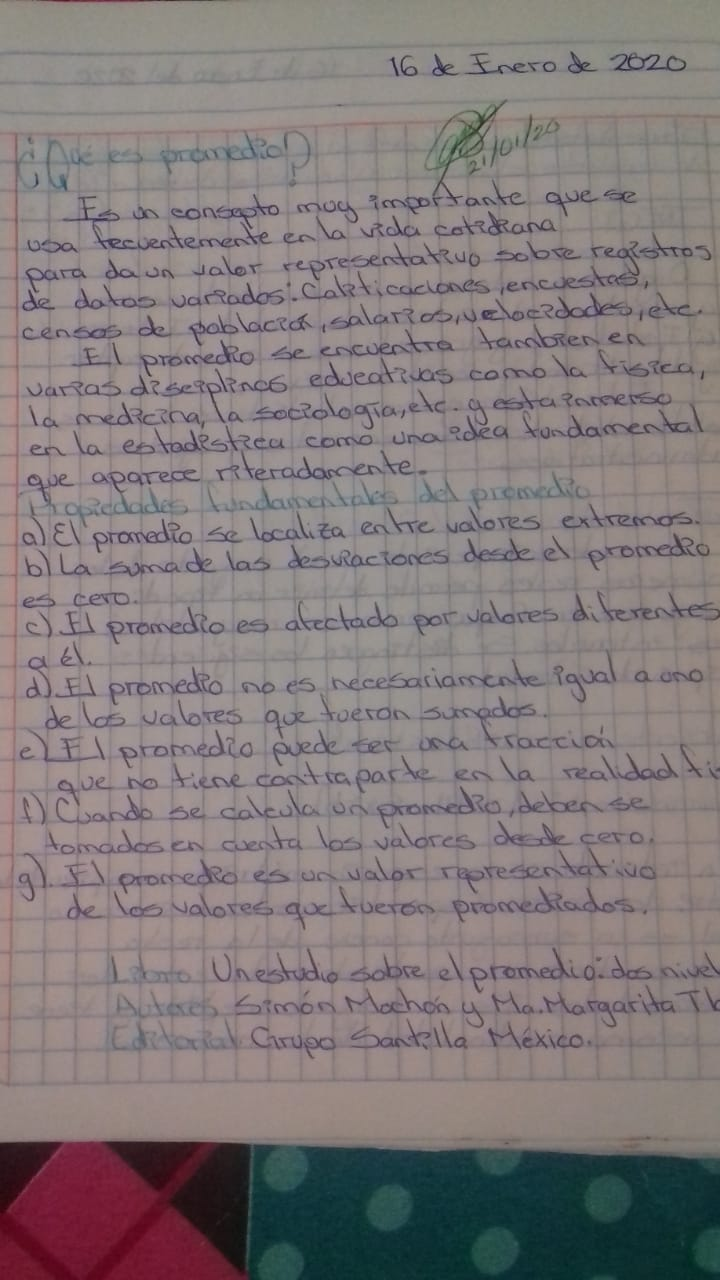 16 de Enero de 2020
¿Qué es promedio?
21/01/20
Es un consepto muy importante que se
usa fecuentemente en la vida cotidiana
para da un valor representativo sobre registros
de datos variados: Calificaciones, encuestas,
censos de población, salarios, velocidades, etc.
El promedio se encuentra tambien en
varias disciplinas educativas como la física,
la medicina, la sociología, etc. y esta inmerso
en la estadística como una idea fundamental
que aparece riteradamente.
Propiedades fundamentales del promedio
a) El promedio se localiza entre valores extremos.
b) La suma de las desviaciones desde el promedio
es cero.
c) El promedio es afectado por valores diferentes
a él.
d) El promedio no es necesariamente igual a uno
de los valores que fueron sumados.
e) El promedio puede ser una fracción
que no tiene contraparte en la realidad fi
f) Cuando se calcula un promedio, deben se
tomados en cuenta los valores desde cero.
g). El promedio es un valor representativo
de los valores que fueron promediados.
Libro Un estudio sobre el promedio: dos nivel
Autores Simón Mochón y Ma. Margarita Tl
Editorial Grupo Santilla México.